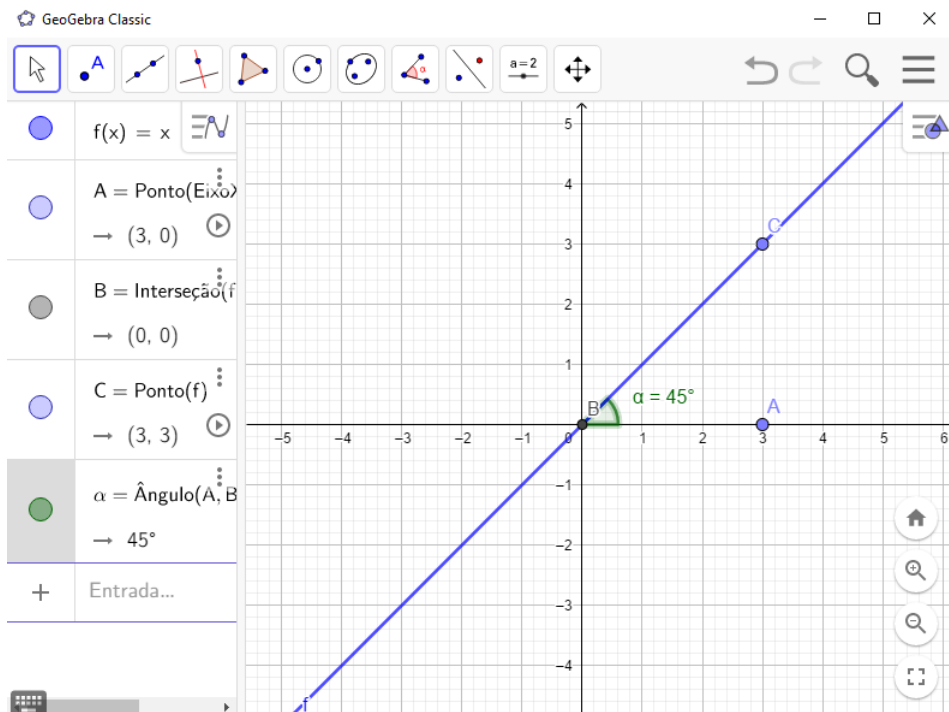 GeoGebra Classic
A
α
a=2
f(x) = x
A = Ponto(EixoX
→ (3, 0)
B = Interseção(f
→ (0, 0)
C = Ponto(f)
→ (3, 3)
α = Ângulo(A, B
→ 45°
+ Entrada...
5
4
3
2
1
−5 −4 −3 −2 −1 0 1 2 3 4 5 6
−1
−2
−3
−4
C
B
α = 45°
A
f